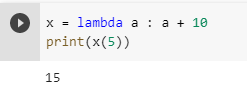 x = lambda a : a + 10
print(x(5))
15